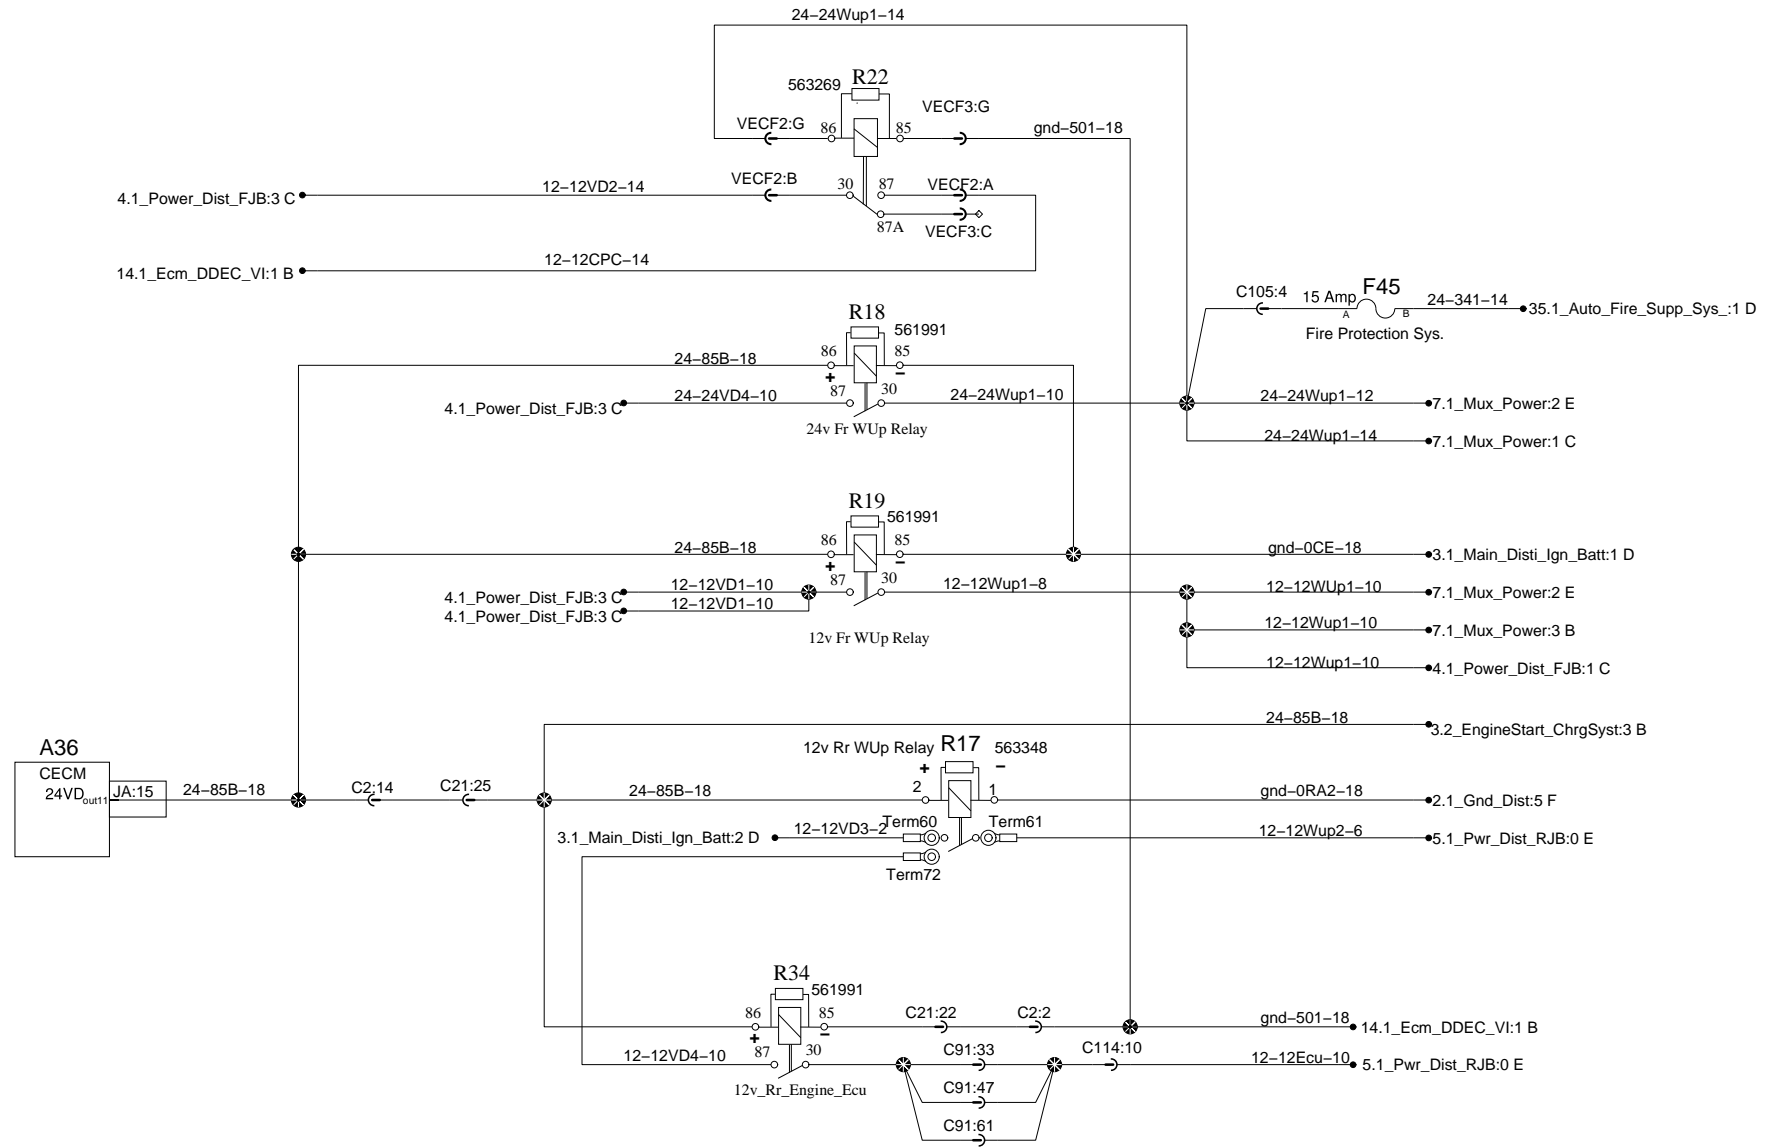 24–24Wup1–14
R22
563269
VECF3:G
VECF2:G
86
85
gnd–501–18
VECF2:B
30
87
VECF2:A
12–12VD2–14
4.1_Power_Dist_FJB:3 C
87A
VECF3:C
12–12CPC–14
14.1_Ecm_DDEC_VI:1 B
C105:4
15 Amp
F45
A
B
24–341–14
35.1_Auto_Fire_Supp_Sys_:1 D
Fire Protection Sys.
R18
561991
24–85B–18
86
85
+
–
87
30
24–24VD4–10
24–24Wup1–10
24–24Wup1–12
4.1_Power_Dist_FJB:3 C
7.1_Mux_Power:2 E
24v Fr WUp Relay
24–24Wup1–14
7.1_Mux_Power:1 C
R19
561991
24–85B–18
86
85
+
–
gnd–0CE–18
3.1_Main_Disti_Ign_Batt:1 D
12–12VD1–10
87
30
12–12Wup1–8
12–12WUp1–10
4.1_Power_Dist_FJB:3 C
7.1_Mux_Power:2 E
12–12VD1–10
4.1_Power_Dist_FJB:3 C
12v Fr WUp Relay
12–12Wup1–10
7.1_Mux_Power:3 B
12–12Wup1–10
4.1_Power_Dist_FJB:1 C
24–85B–18
3.2_EngineStart_ChrgSyst:3 B
A36
CECM
24VD
out11
JA:15
24–85B–18
C2:14
C21:25
12v Rr WUp Relay
R17
563348
+
–
24–85B–18
2
1
gnd–0RA2–18
2.1_Gnd_Dist:5 F
3.1_Main_Disti_Ign_Batt:2 D
12–12VD3–2
Term60
Term61
12–12Wup2–6
5.1_Pwr_Dist_RJB:0 E
Term72
R34
561991
86
85
+
–
C21:22
C2:2
gnd–501–18
14.1_Ecm_DDEC_VI:1 B
12–12VD4–10
87
30
C91:33
C114:10
12–12Ecu–10
5.1_Pwr_Dist_RJB:0 E
12v_Rr_Engine_Ecu
C91:47
C91:61